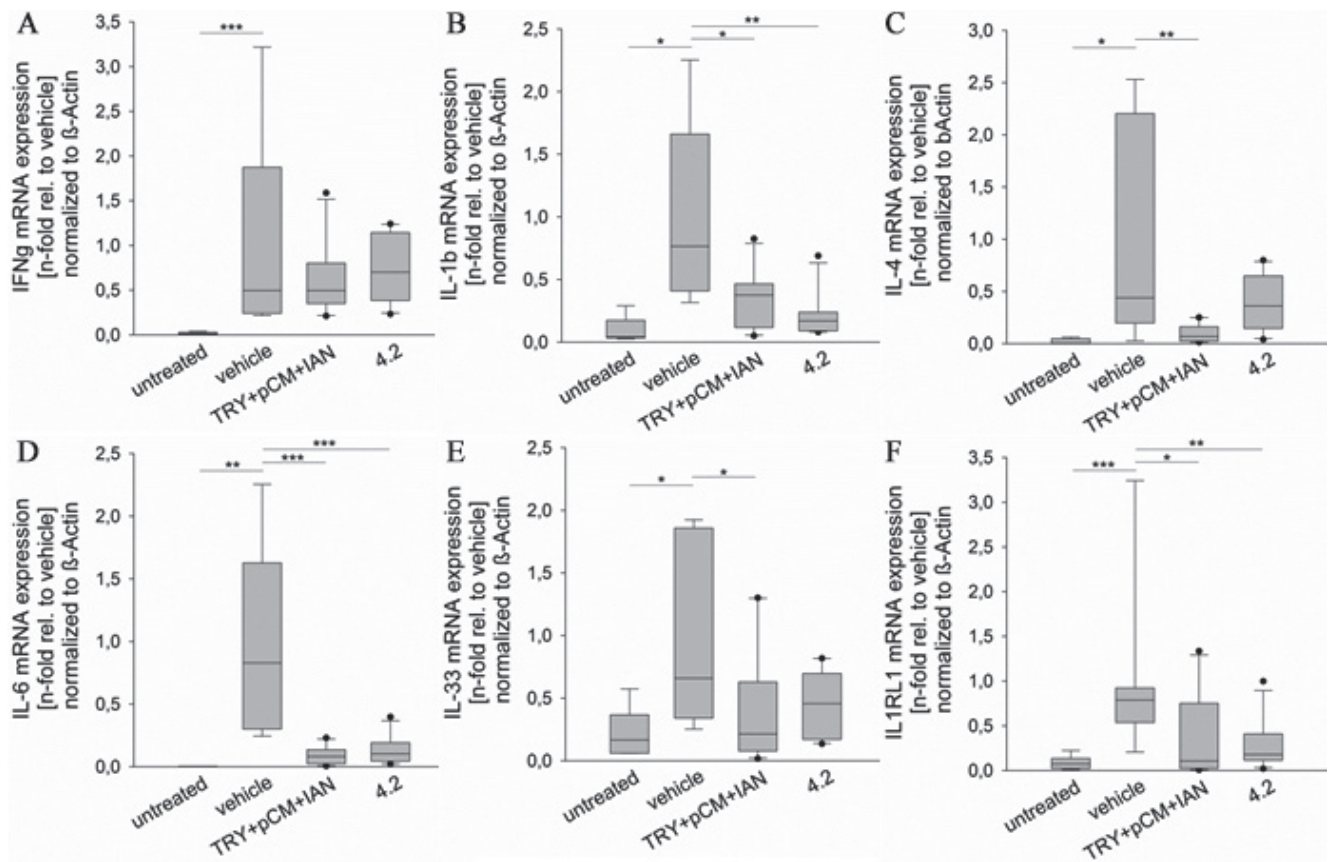 A
IFNg mRNA expression
[n-fold rel. to vehicle]
normalized to ß-Actin
3,5
3,0
2,5
2,0
1,5
1,0
0,5
0,0
***
untreated
vehicle
TRY+pCM+IAN
4.2
B
IL-1b mRNA expression
[n-fold rel. to vehicle]
normalized to ß-Actin
2,5
2,0
1,5
1,0
0,5
0,0
*
*
**
untreated
vehicle
TRY+pCM+IAN
4.2
C
IL-4 mRNA expression
[n-fold rel. to vehicle]
normalized to bActin
3,0
2,5
2,0
1,5
1,0
0,5
0,0
*
**
untreated
vehicle
TRY+pCM+IAN
4.2
D
IL-6 mRNA expression
[n-fold rel. to vehicle]
normalized to ß-Actin
2,5
2,0
1,5
1,0
0,5
0,0
**
***
***
untreated
vehicle
TRY+pCM+IAN
4.2
E
IL-33 mRNA expression
[n-fold rel. to vehicle]
normalized to ß-Actin
2,5
2,0
1,5
1,0
0,5
0,0
*
*
untreated
vehicle
TRY+pCM+IAN
4.2
F
IL1RL1 mRNA expression
[n-fold rel. to vehicle]
normalized to ß-Actin
3,5
3,0
2,5
2,0
1,5
1,0
0,5
0,0
***
*
**
untreated
vehicle
TRY+pCM+IAN
4.2